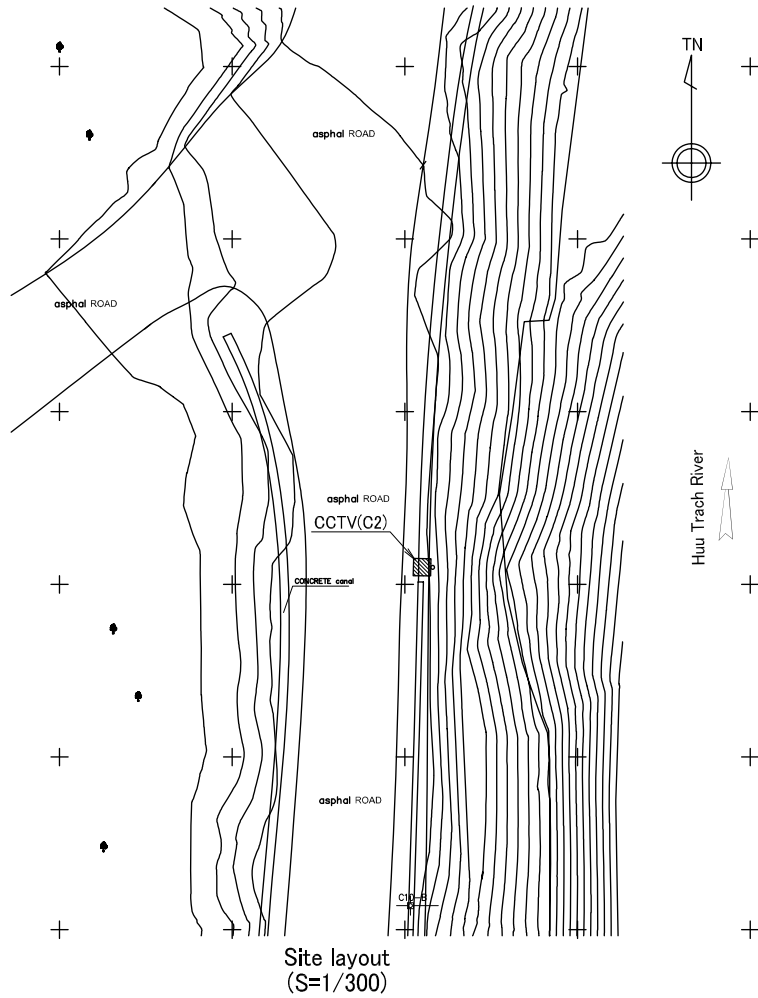 TN
asphal ROAD
asphal ROAD
asphal ROAD
CCTV(C2)
Huu Trach River
CONCRETE canal
asphal ROAD
C10-B
Site layout
(S=1/300)